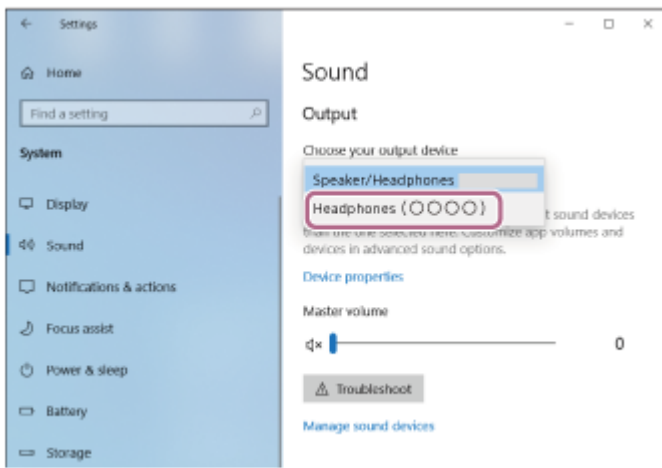 Settings
Home
Find a setting
System
Display
Sound
Notifications & actions
Focus assist
Power & sleep
Battery
Storage
Sound
Output
Choose your output device
Speaker/Headphones
Headphones (○○○○)
t sound devices
than the one selected here. Customize app volumes and
devices in advanced sound options.
Device properties
Master volume
0
Troubleshoot
Manage sound devices